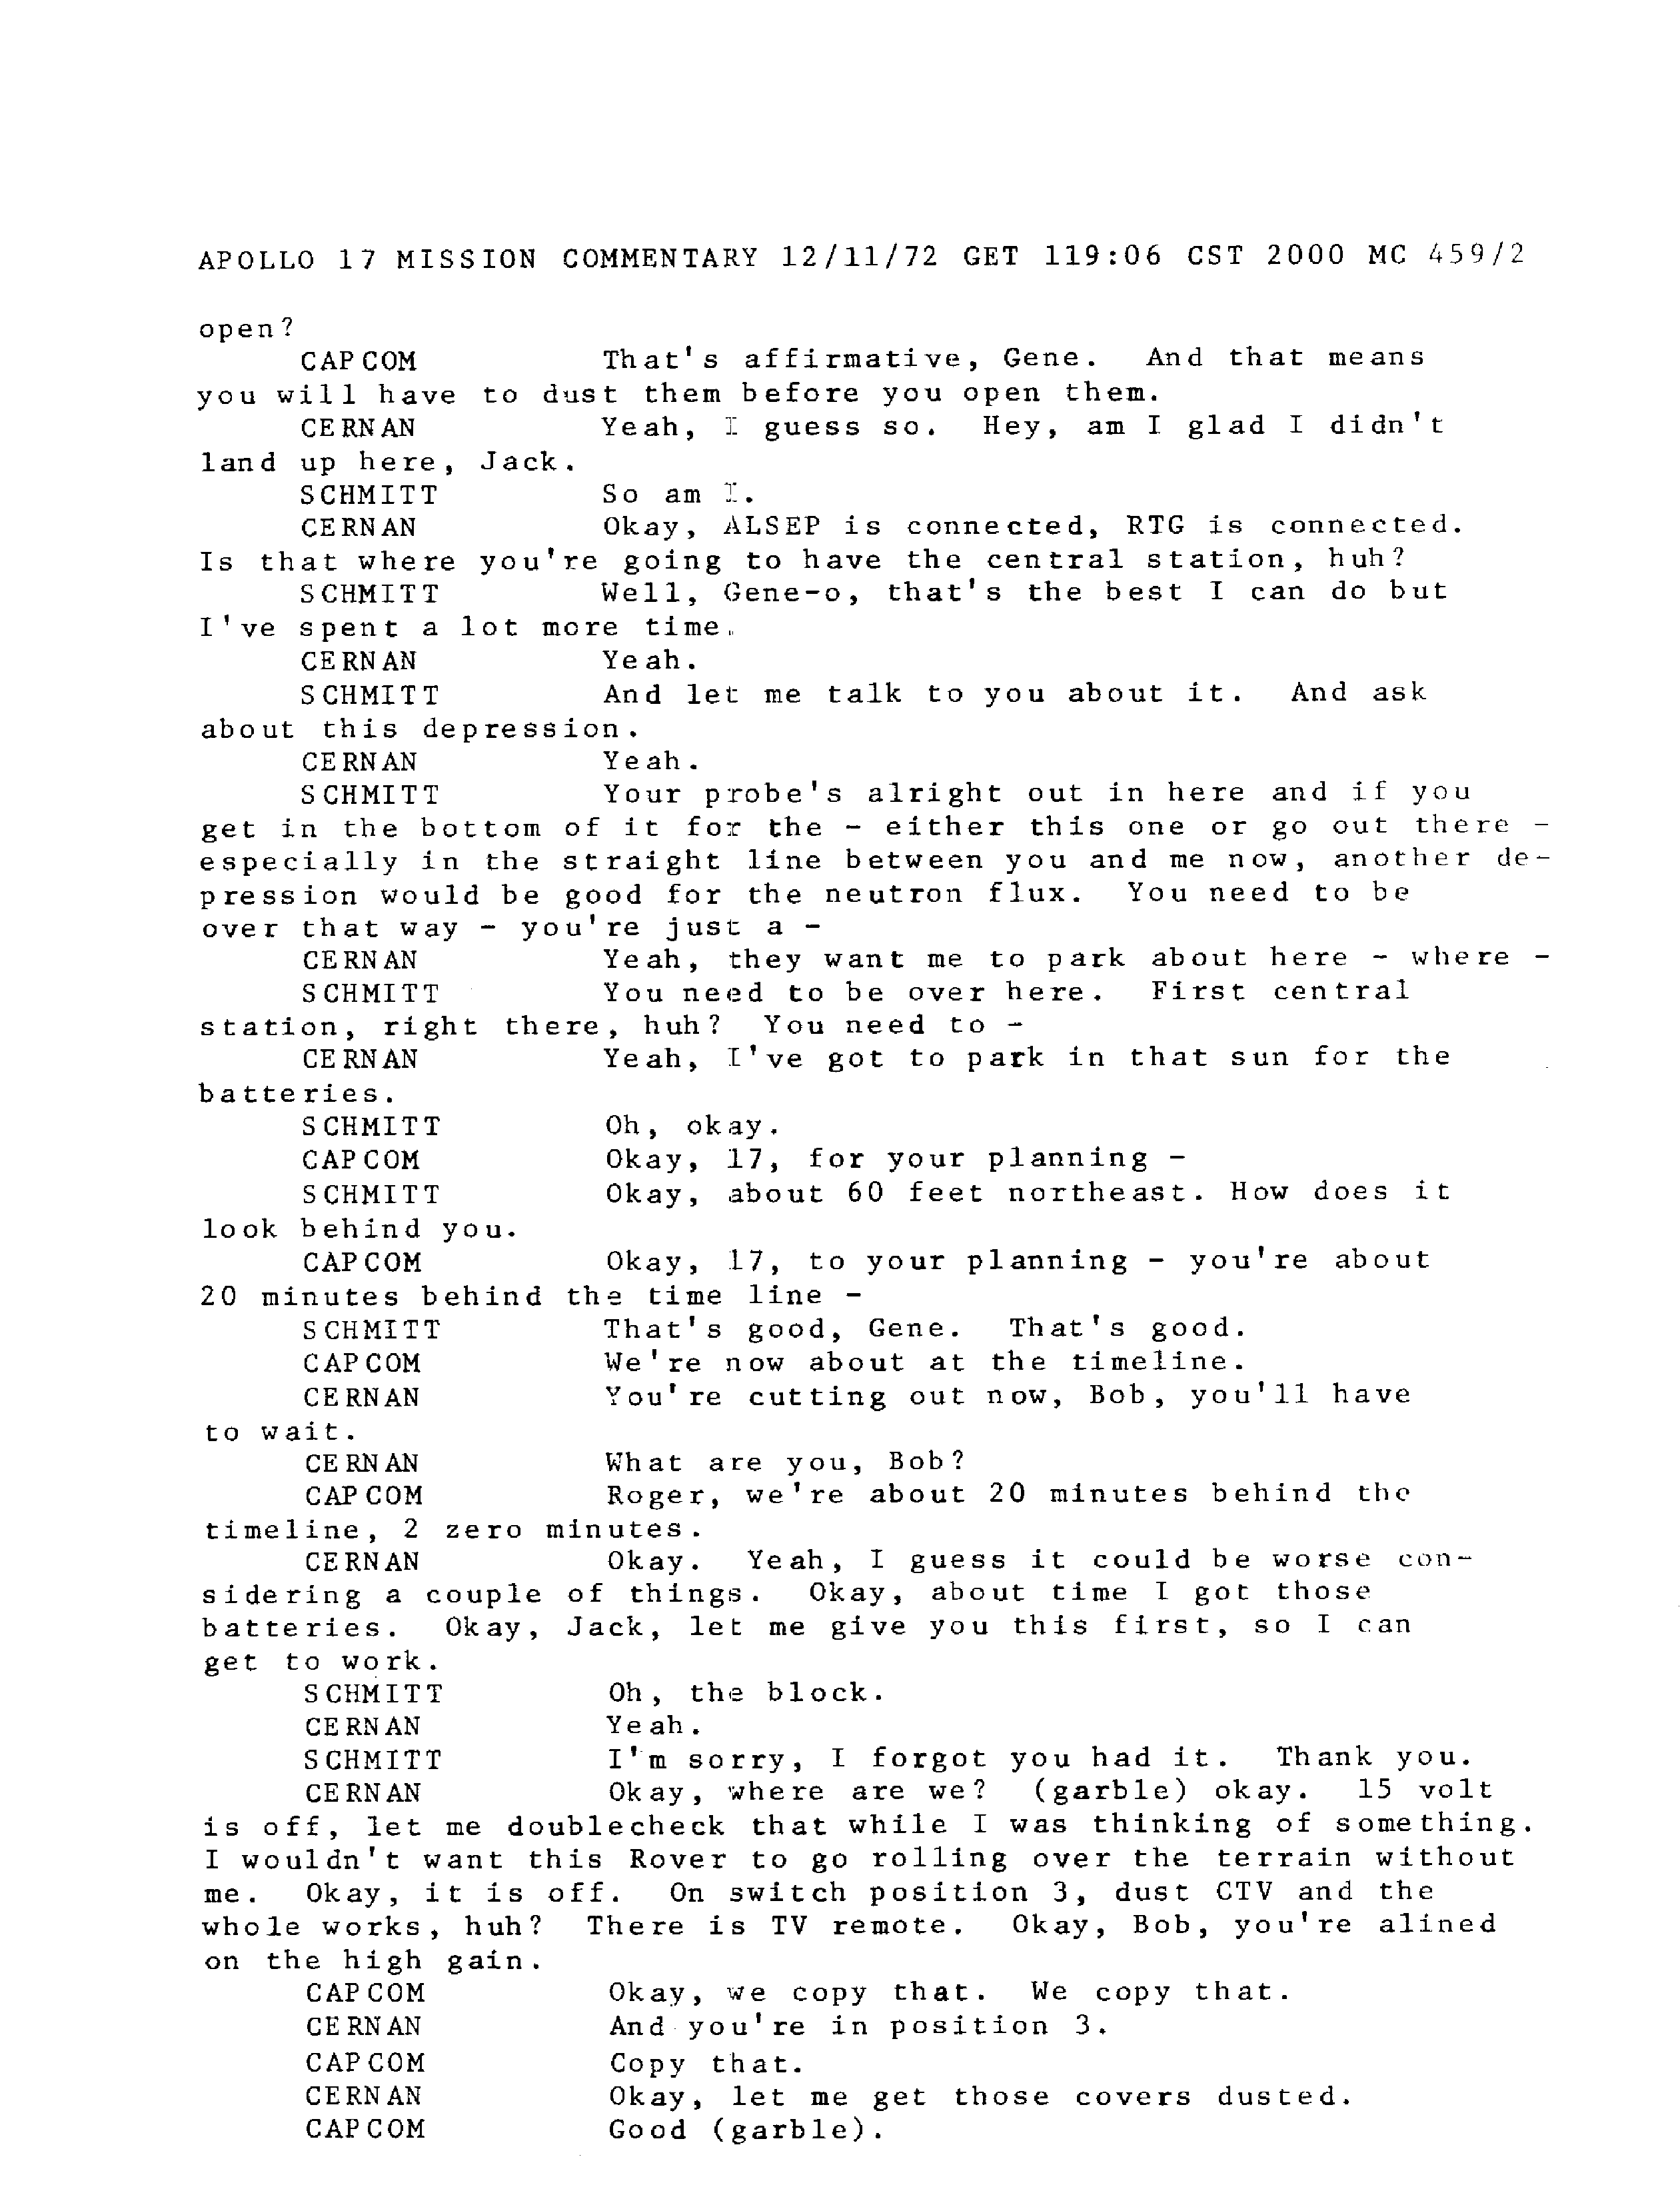 APOLLO 17 MISSION COMMENTARY 12/11/72 GET 119:06 CST 2000 MC 459/2
open?
CAPCOM That's affirmative, Gene. And that means
you will have to dust them before you open them.
CERNAN Yeah, I guess so. Hey, am I glad I didn't
land up here, Jack.
SCHMITT So am I.
CERNAN Okay, ALSEP is connected, RTG is connected.
Is that where you're going to have the central station, huh?
SCHMITT Well, Gene-o, that's the best I can do but
I've spent a lot more time.
CERNAN Yeah.
SCHMITT And let me talk to you about it. And ask
about this depression.
CERNAN Yeah.
SCHMITT Your probe's alright out in here and if you
get in the bottom of it for the - either this one or go out there -
especially in the straight line between you and me now, another de-
pression would be good for the neutron flux. You need to be
over that way - you're just a -
CERNAN Yeah, they want me to park about here - where -
SCHMITT You need to be over here. First central
station, right there, huh? You need to -
CERNAN Yeah, I've got to park in that sun for the
batteries.
SCHMITT Oh, okay.
CAPCOM Okay, 17, for your planning -
SCHMITT Okay, about 60 feet northeast. How does it
look behind you.
CAPCOM Okay, 17, to your planning - you're about
20 minutes behind the time line -
SCHMITT That's good, Gene. That's good.
CAPCOM We're now about at the timeline.
CERNAN You're cutting out now, Bob, you'll have
to wait.
CERNAN What are you, Bob?
CAPCOM Roger, we're about 20 minutes behind the
timeline, 2 zero minutes.
CERNAN Okay. Yeah, I guess it could be worse con-
sidering a couple of things. Okay, about time I got those
batteries. Okay, Jack, let me give you this first, so I can
get to work.
SCHMITT Oh, the block.
CERNAN Yeah.
SCHMITT I'm sorry, I forgot you had it. Thank you.
CERNAN Okay, where are we? (garble) okay. 15 volt
is off, let me doublecheck that while I was thinking of something.
I wouldn't want this Rover to go rolling over the terrain without
me. Okay, it is off. On switch position 3, dust CTV and the
whole works, huh? There is TV remote. Okay, Bob, you're alined
on the high gain.
CAPCOM Okay, we copy that. We copy that.
CERNAN And you're in position 3.
CAPCOM Copy that.
CERNAN Okay, let me get those covers dusted.
CAPCOM Good (garble).